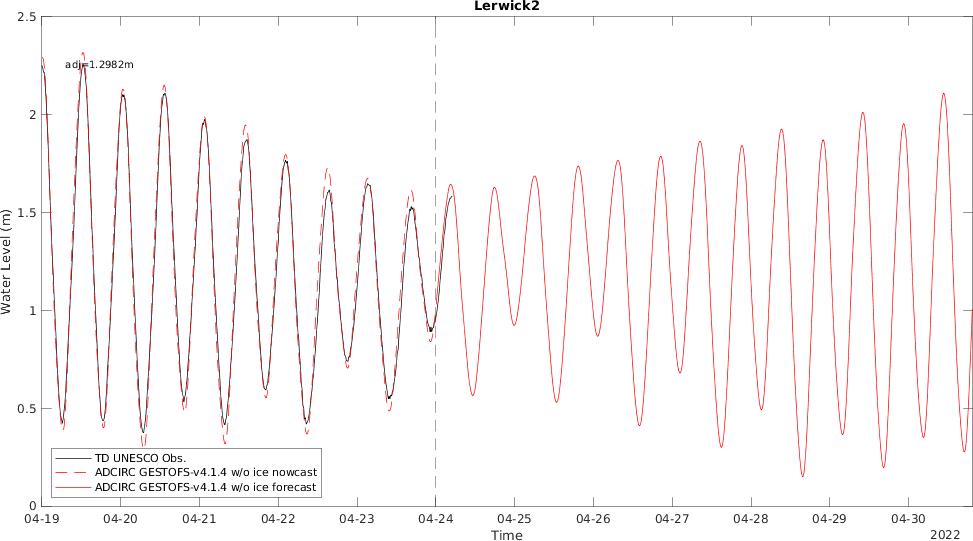 Lerwick2
2.5
adj=1.2982m
2
1.5
Water Level (m)
1
0.5
TD UNESCO Obs.
ADCIRC GESTOFS-v4.1.4 w/o ice nowcast
ADCIRC GESTOFS-v4.1.4 w/o ice forecast
0
04-19 04-20 04-21 04-22 04-23 04-24 04-25 04-26 04-27 04-28 04-29 04-30
Time
2022